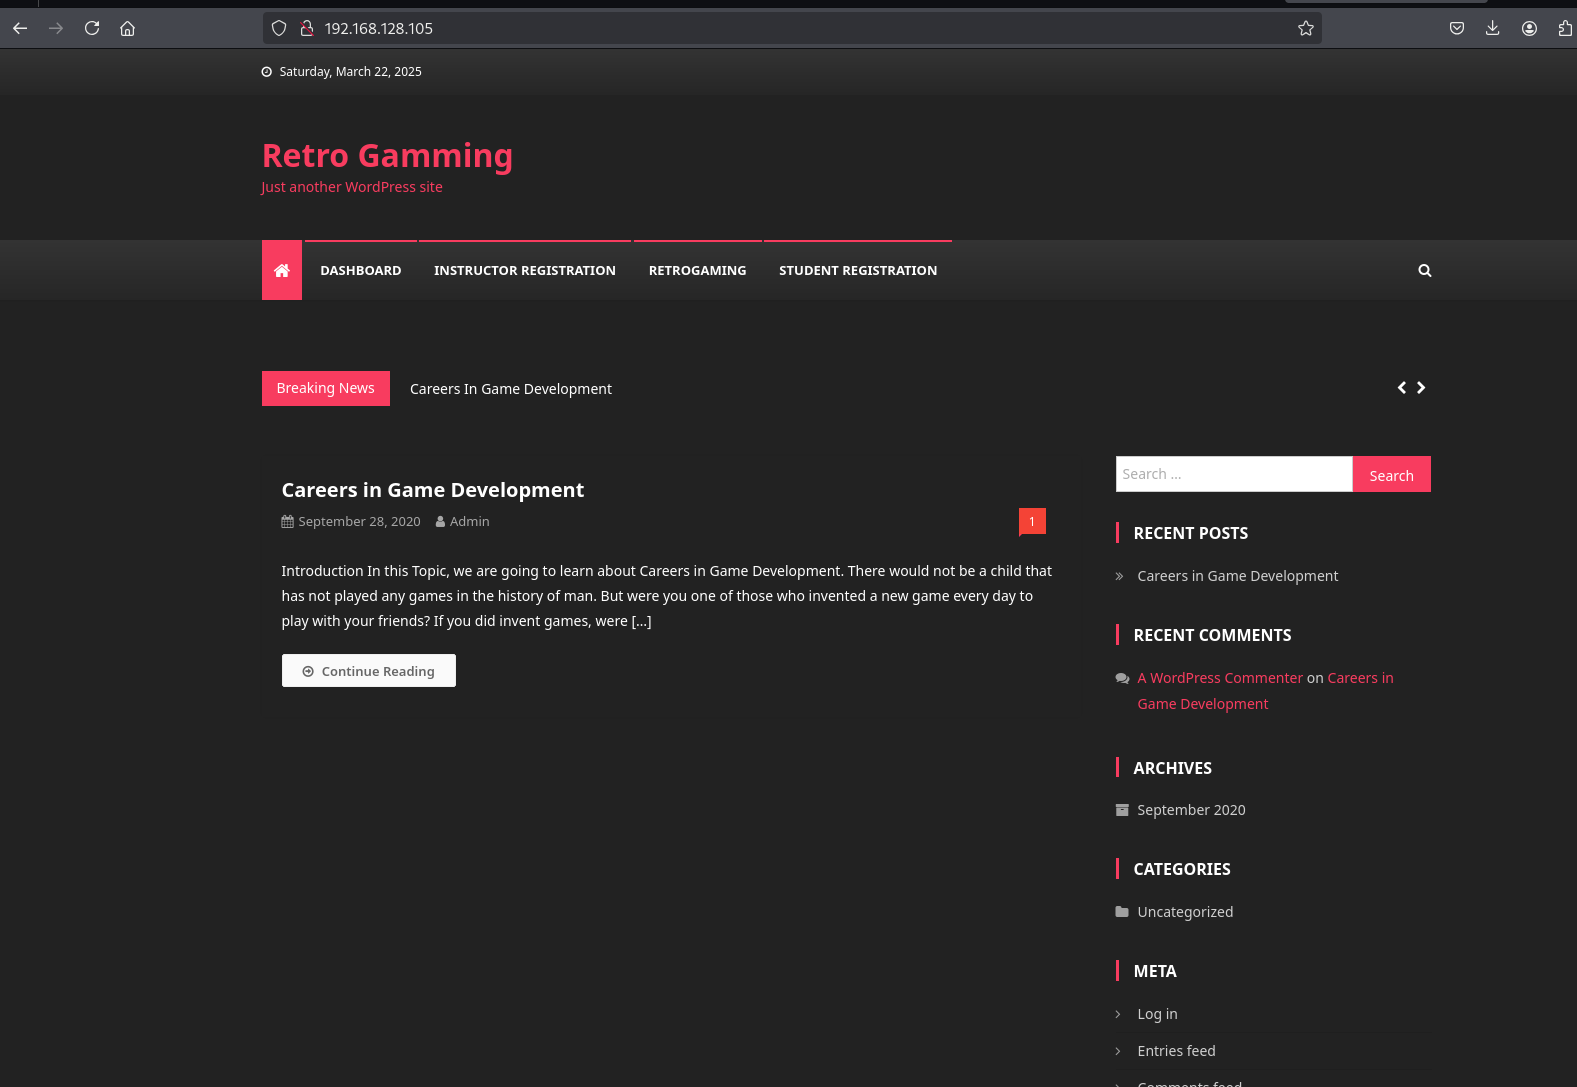 192.168.128.105
Saturday, March 22, 2025
Retro Gamming
Just another WordPress site
DASHBOARD INSTRUCTOR REGISTRATION RETROGAMING STUDENT REGISTRATION
Breaking News Careers In Game Development
Careers in Game Development
September 28, 2020 Admin 1
Introduction In this Topic, we are going to learn about Careers in Game Development. There would not be a child that
has not played any games in the history of man. But were you one of those who invented a new game every day to
play with your friends? If you did invent games, were [...]
Continue Reading
Search ... Search
RECENT POSTS
Careers in Game Development
RECENT COMMENTS
A WordPress Commenter on Careers in
Game Development
ARCHIVES
September 2020
CATEGORIES
Uncategorized
META
Log in
Entries feed
Comments feed